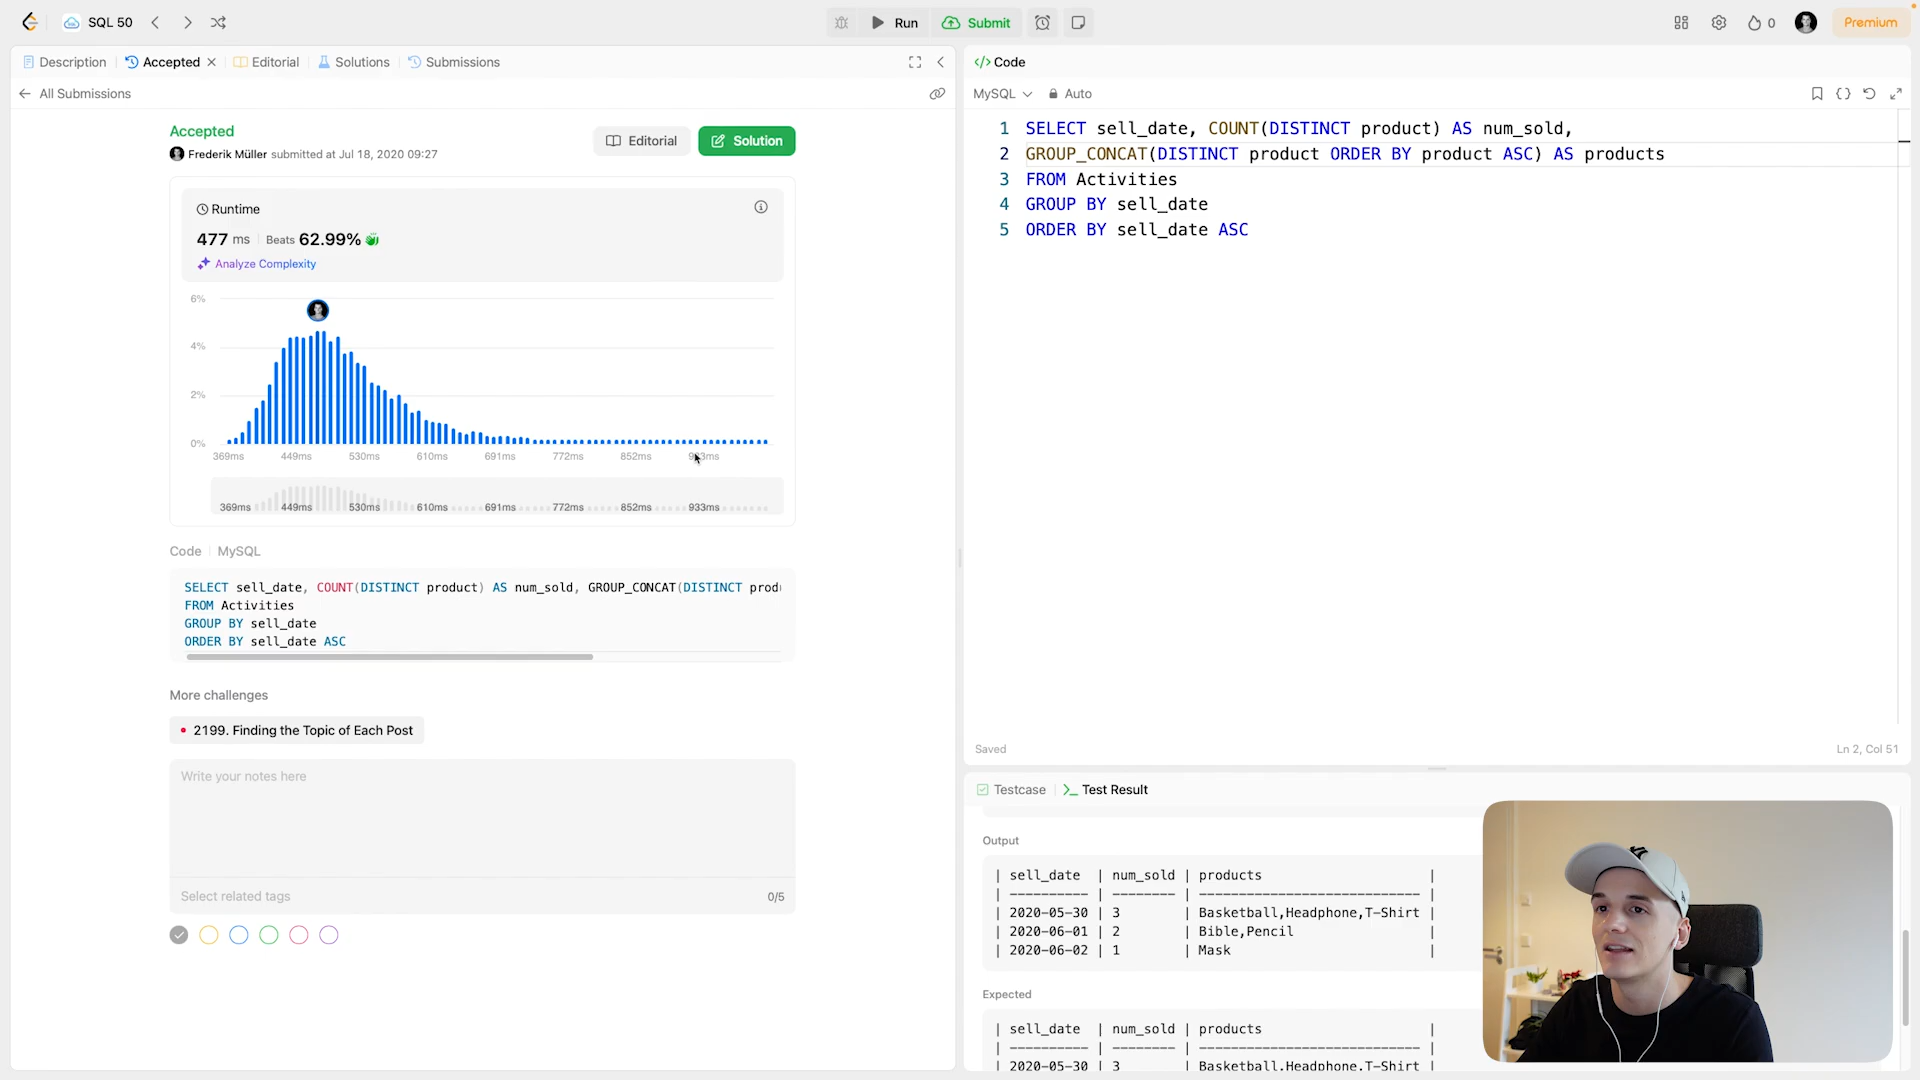 SQL 50
Run
Submit
0
Premium
Description
Accepted
Editorial
Solutions
Submissions
All Submissions
Accepted
Frederik Müller submitted at Jul 18, 2020 09:27
Editorial
Solution
Runtime
477 ms | Beats 62.99%
Analyze Complexity
6%
4%
2%
0%
369ms 449ms 530ms 610ms 691ms 772ms 852ms
369ms 449ms 530ms 610ms 691ms 772ms 852ms 933ms
Code | MySQL
SELECT sell_date, COUNT(DISTINCT product) AS num_sold, GROUP_CONCAT(DISTINCT
FROM Activities
GROUP BY sell_date
ORDER BY sell_date ASC
More challenges
2199. Finding the Topic of Each Post
Write your notes here
Select related tags
0/5
</> Code
MySQL
Auto
1 SELECT sell_date, COUNT(DISTINCT product) AS num_sold,
2 GROUP_CONCAT(DISTINCT product ORDER BY product ASC) AS products
3 FROM Activities
4 GROUP BY sell_date
5 ORDER BY sell_date ASC
Saved
Ln 2, Col 51
Testcase
Test Result
Output
| sell_date | num_sold | products |
| ---------- | -------- | --------------------------- |
| 2020-05-30 | 3 | Basketball,Headphone,T-Shirt |
| 2020-06-01 | 2 | Bible,Pencil |
| 2020-06-02 | 1 | Mask |
Expected
| sell_date | num_sold | products |
| ---------- | -------- | --------------------------- |
| 2020-05-30 | 3 | Basketball,Headphone,T-Shirt |